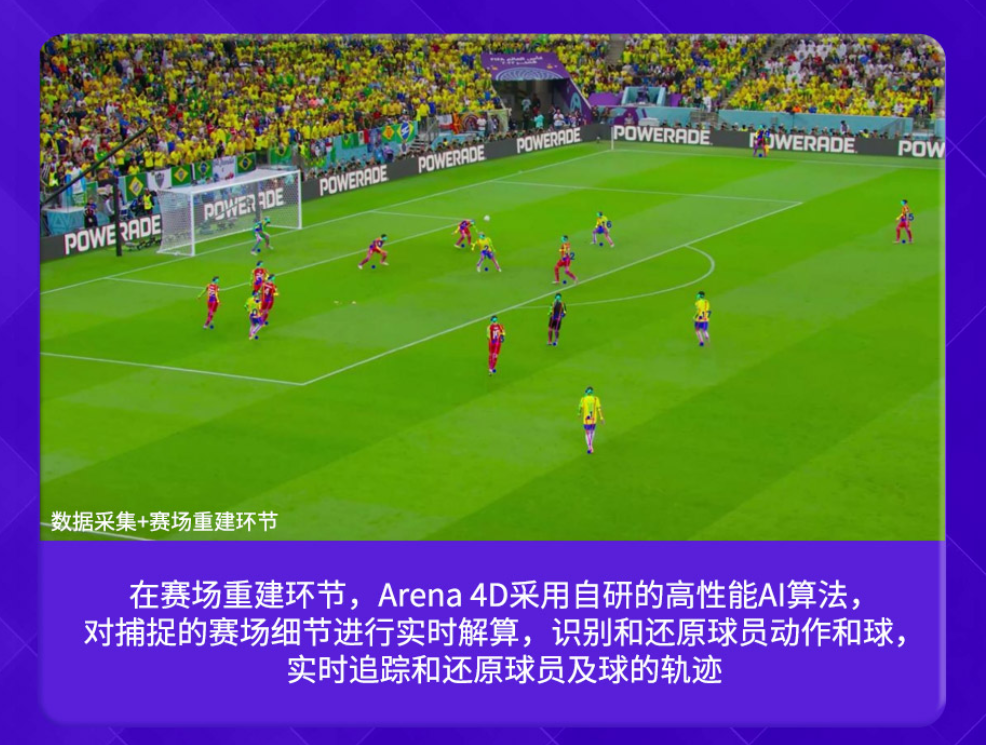 POWERADE
POWERADE
POWERADE
POWERADE
POWERADE
POWERADE
POWERADE
POW
数据采集+赛场重建环节
在赛场重建环节，Arena 4D采用自研的高性能AI算法，
对捕捉的赛场细节进行实时解算，识别和还原球员动作和球，
实时追踪和还原球员及球的轨迹